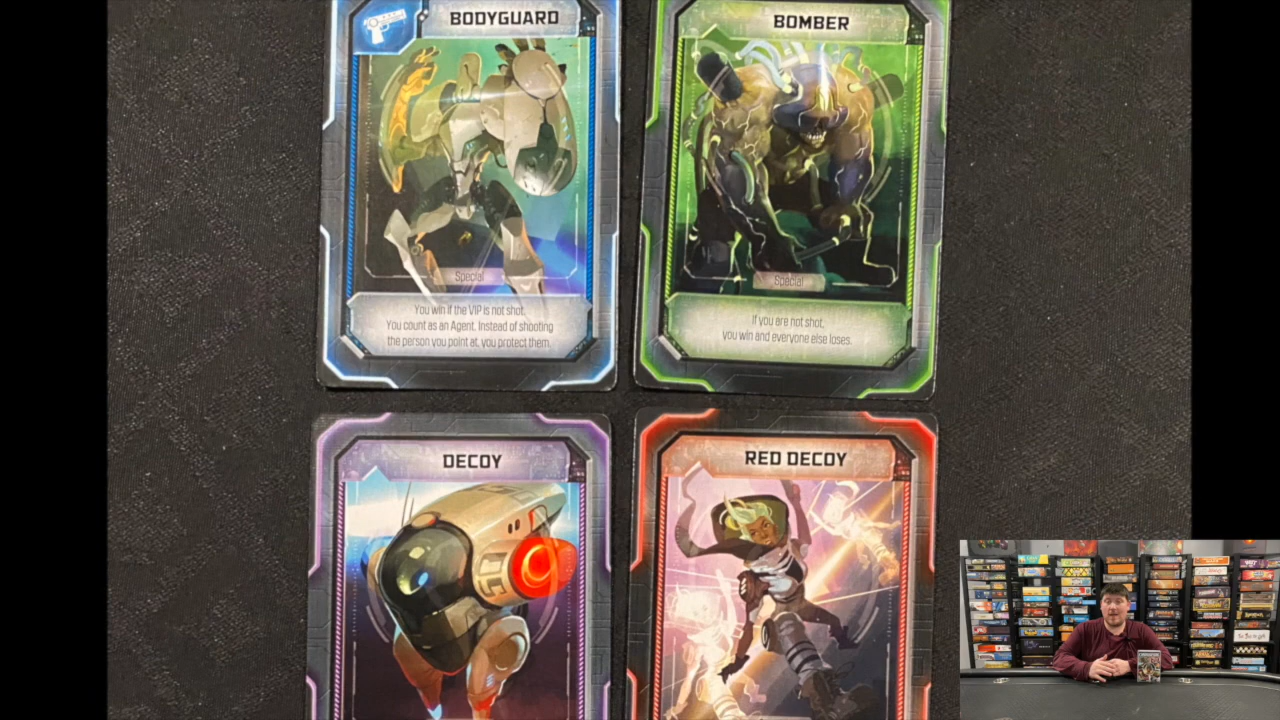 BODYGUARD
Special
You win if the VIP is not shot.
You count as an Agent. Instead of shooting
the person you point at, you protect them.
BOMBER
Special
If you are not shot,
you win and everyone else loses.
DECOY
RED DECOY